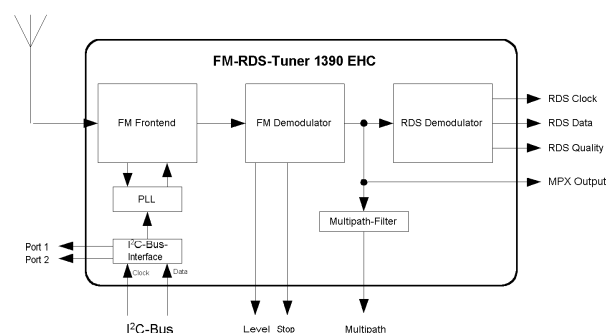 FM-RDS-Tuner 1390 EHC
FM Frontend
FM Demodulator
RDS Demodulator
RDS Clock
RDS Data
RDS Quality
MPX Output
PLL
Multipath-Filter
I²C-Bus-
Interface
Port 1
Port 2
Clock
Data
I²C-Bus
Level
Stop
Multipath